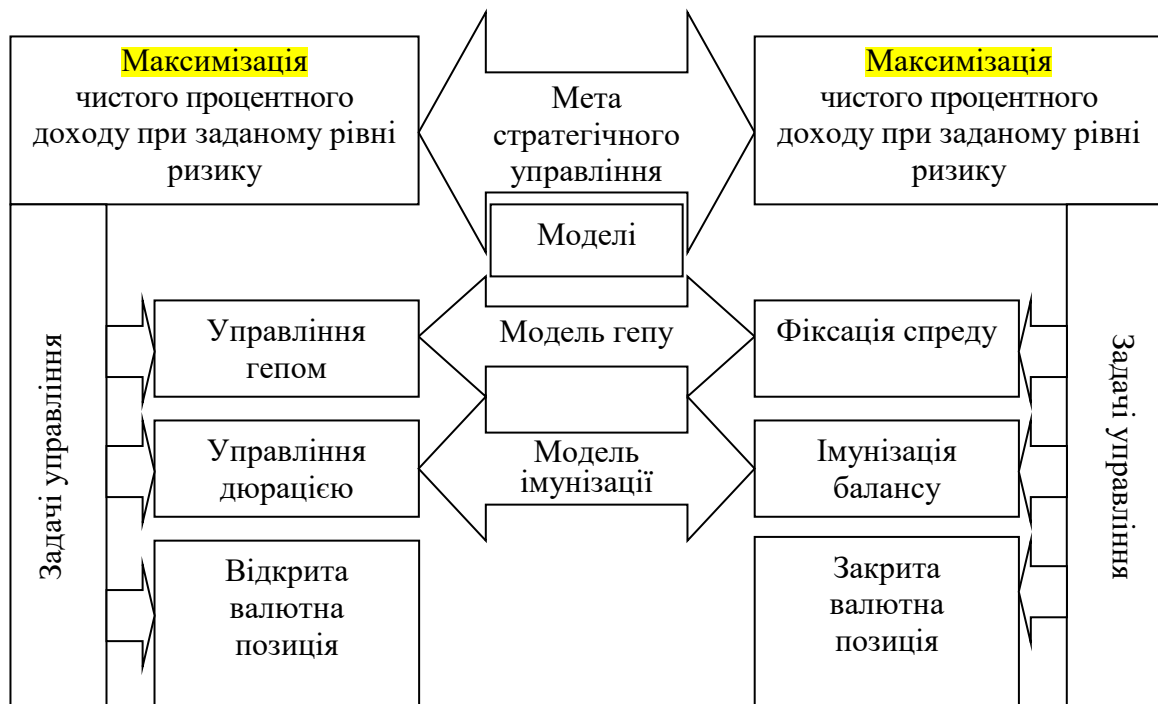 Максимізація
чистого процентного
доходу при заданому рівні
ризику
Мета
стратегічного
управління
Максимізація
чистого процентного
доходу при заданому рівні
ризику
Моделі
Задачі управління
Управління
гепом
Модель гепу
Фіксація спреду
Задачі управління
Управління
дюрацією
Модель
імунізації
Імунізація
балансу
Відкрита
валютна
позиція
Закрита
валютна
позиція